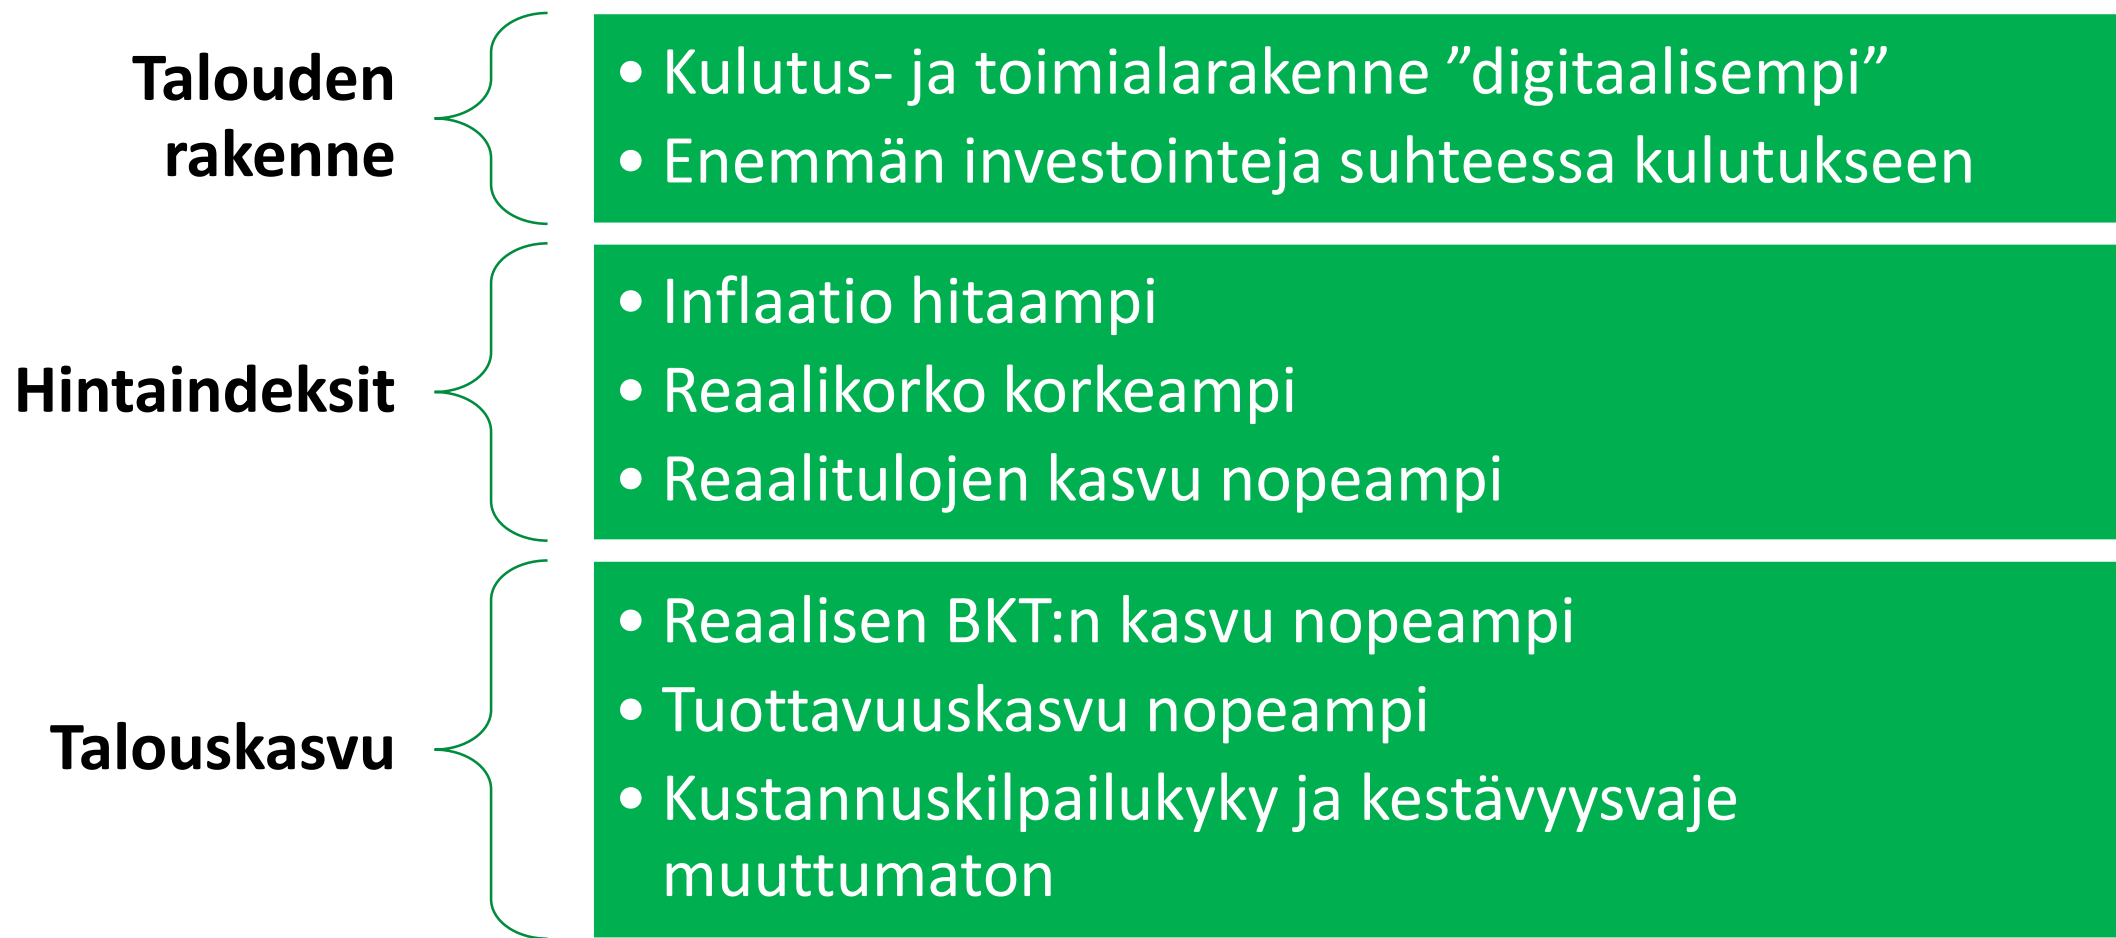 Talouden
rakenne
• Kulutus- ja toimialarakenne ”digitaalisempi”
• Enemmän investointeja suhteessa kulutukseen
Hintaindeksit
• Inflaatio hitaampi
• Reaalikorko korkeampi
• Reaalitulojen kasvu nopeampi
Talouskasvu
• Reaalisen BKT:n kasvu nopeampi
• Tuottavuuskasvu nopeampi
• Kustannuskilpailukyky ja kestävyysvaje
muuttumaton